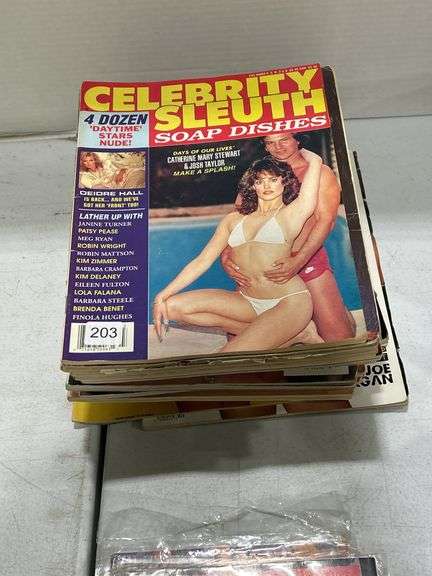 CELEBRITY
SLEUTH
SOAP DISHES
4 DOZEN
'DAYTIME'
STARS
NUDE!
DAYS OF OUR LIVES'
CATHERINE MARY STEWART
& JOSH TAYLOR
MAKE A SPLASH!
DEIDRE HALL
IS BACK... AND WE'VE
GOT HER 'FRONT' TOO!
LATHER UP WITH
JANINE TURNER
PATSY PEASE
MEG RYAN
ROBIN WRIGHT
ROBIN MATTSON
KIM ZIMMER
BARBARA CRAMPTON
KIM DELANEY
EILEEN FULTON
LOLA FALANA
BARBARA STEELE
BRENDA BENET
FINOLA HUGHES
203
JOE